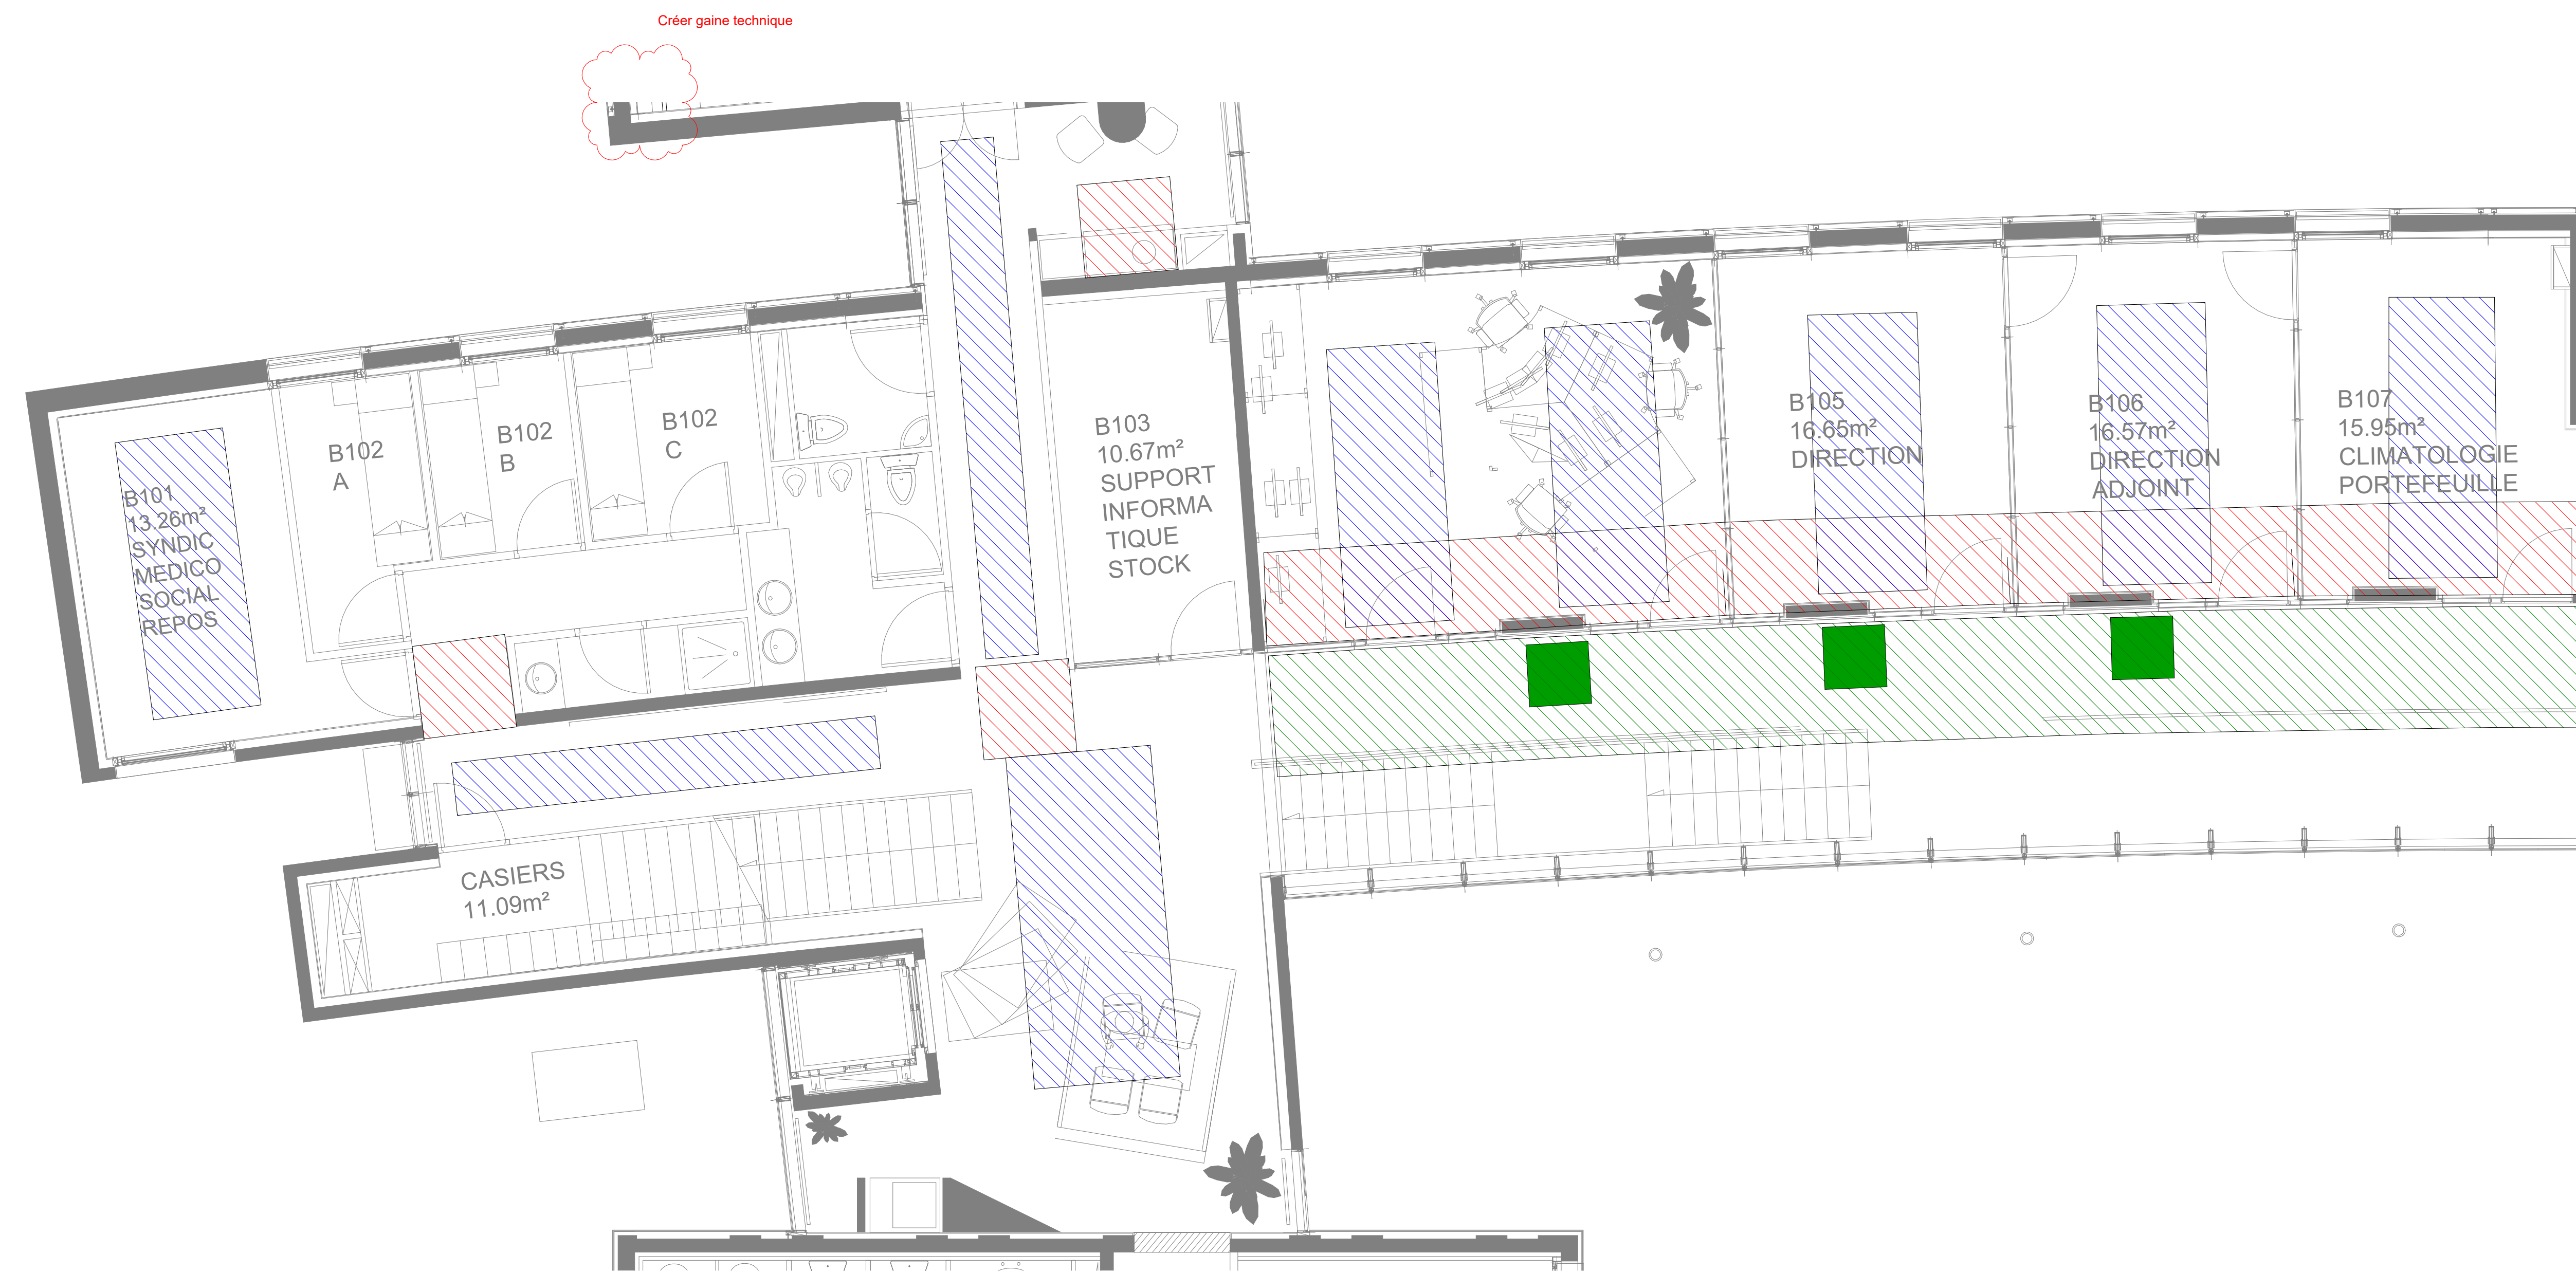 Créer gaine technique
B101
13.26m²
SYNDIC
MEDICO
SOCIAL
REPOS
B102
A
B102
B
B102
C
B103
10.67m²
SUPPORT
INFORMA
TIQUE
STOCK
B105
16.65m²
DIRECTION
B106
16.57m²
DIRECTION
ADJOINT
B107
15.95m²
CLIMATOLOGIE
PORTEFEUILLE
CASIERS
11.09m²